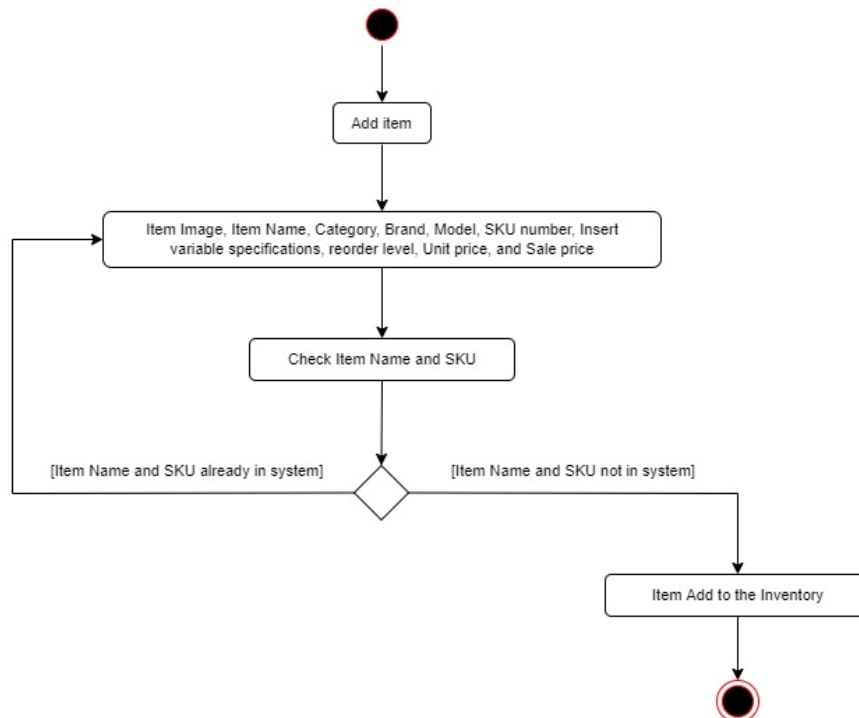 Add item
Item Image, Item Name, Category, Brand, Model, SKU number, Insert
variable specifications, reorder level, Unit price, and Sale price
Check Item Name and SKU
[Item Name and SKU already in system]
[Item Name and SKU not in system]
Item Add to the Inventory